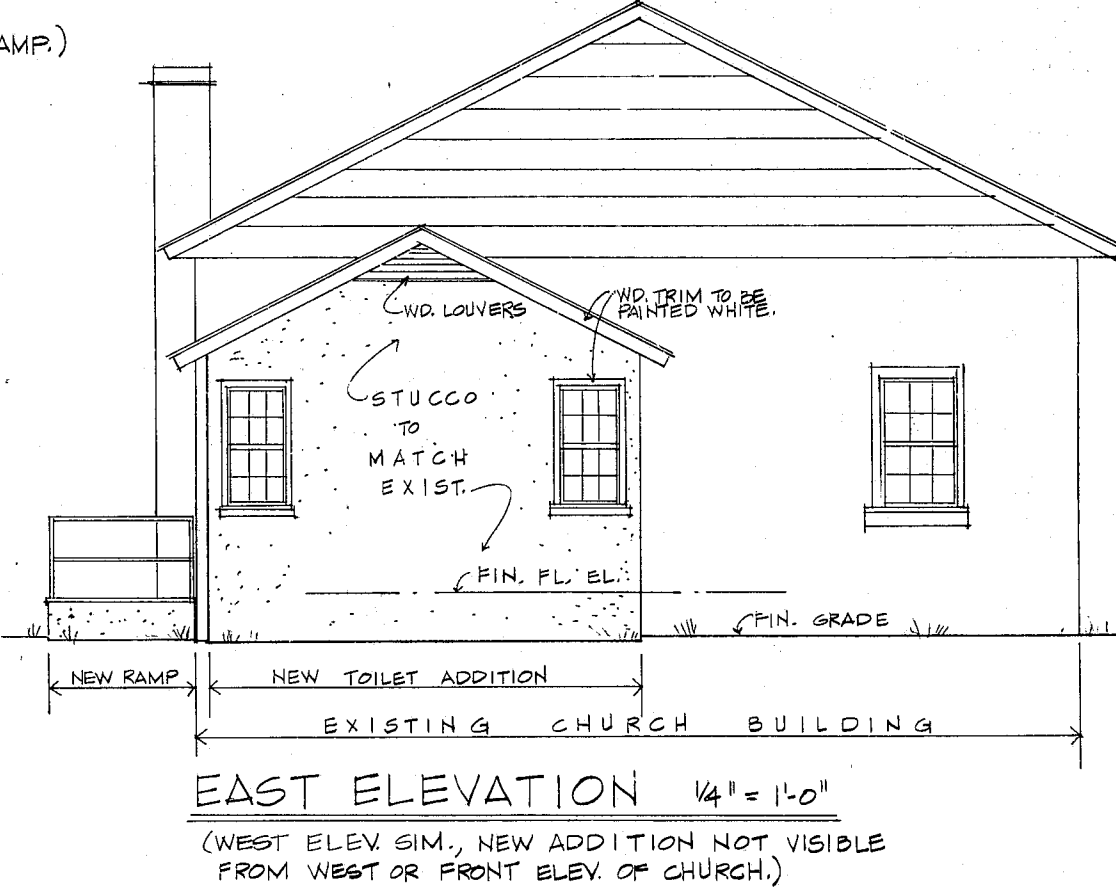 AMP.)
WD. LOUVERS
WD. TRIM TO BE
PAINTED WHITE.
STUCCO
TO
MATCH
EXIST.
FIN. FL. EL.
FIN. GRADE
NEW RAMP
NEW TOILET ADDITION
EXISTING CHURCH BUILDING
EAST ELEVATION 1/4" = 1'-0"
(WEST ELEV. SIM., NEW ADDITION NOT VISIBLE
FROM WEST OR FRONT ELEV. OF CHURCH.)